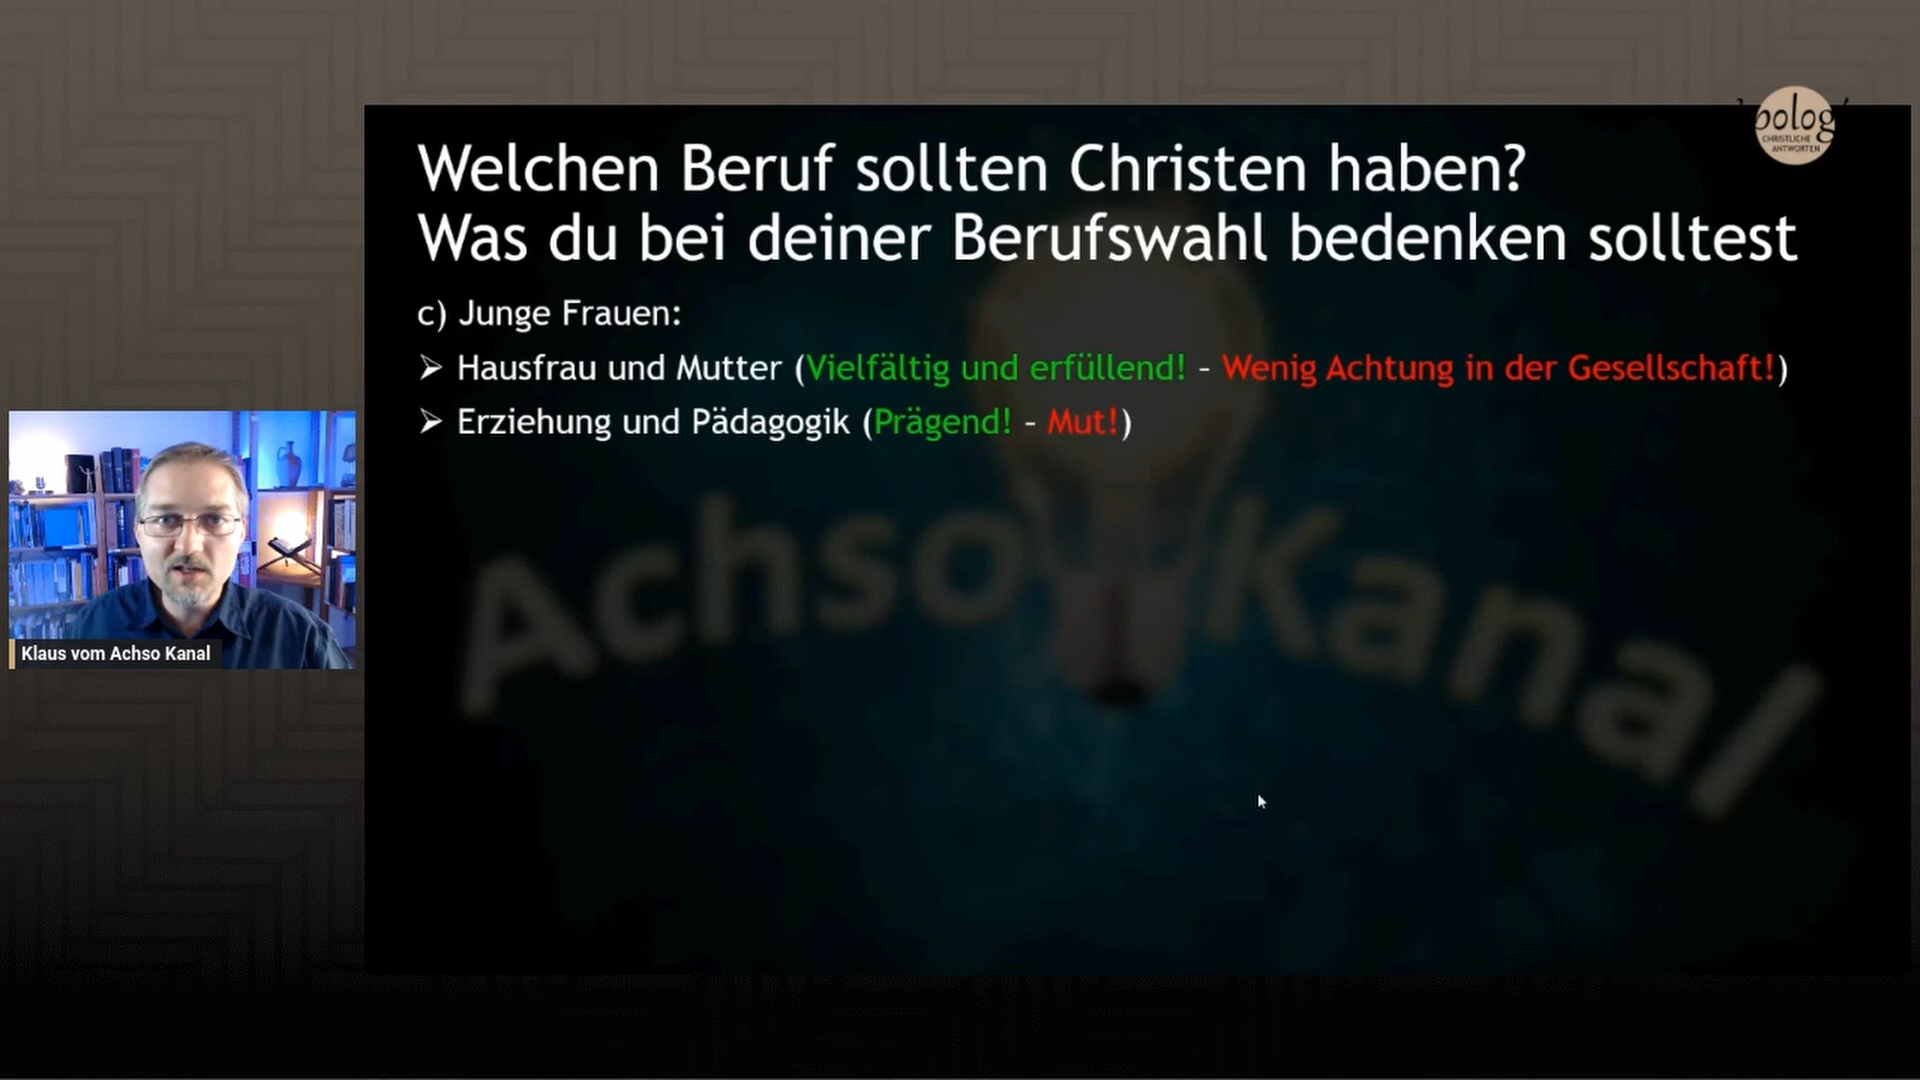 Welchen Beruf sollten Christen haben?
Was du bei deiner Berufswahl bedenken solltest
c) Junge Frauen:
➢ Hausfrau und Mutter (Vielfältig und erfüllend! – Wenig Achtung in der Gesellschaft!)
➢ Erziehung und Pädagogik (Prägend! – Mut!)
Achso Kanal
Klaus vom Achso Kanal
polog
CHRISTLICHE
ANTWORTEN